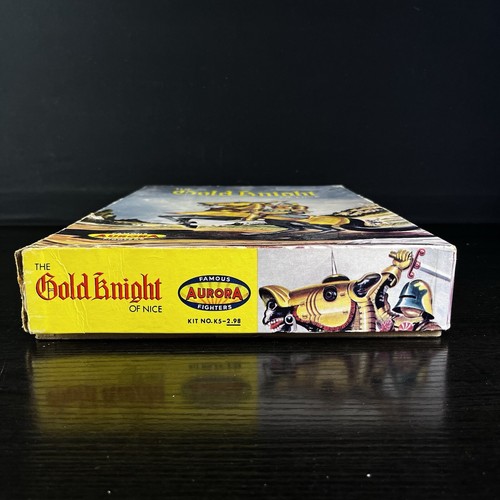 Gold Knight
THE
Gold Knight
OF NICE
FAMOUS
AURORA
FIGHTERS
KIT NO. K5-2.98